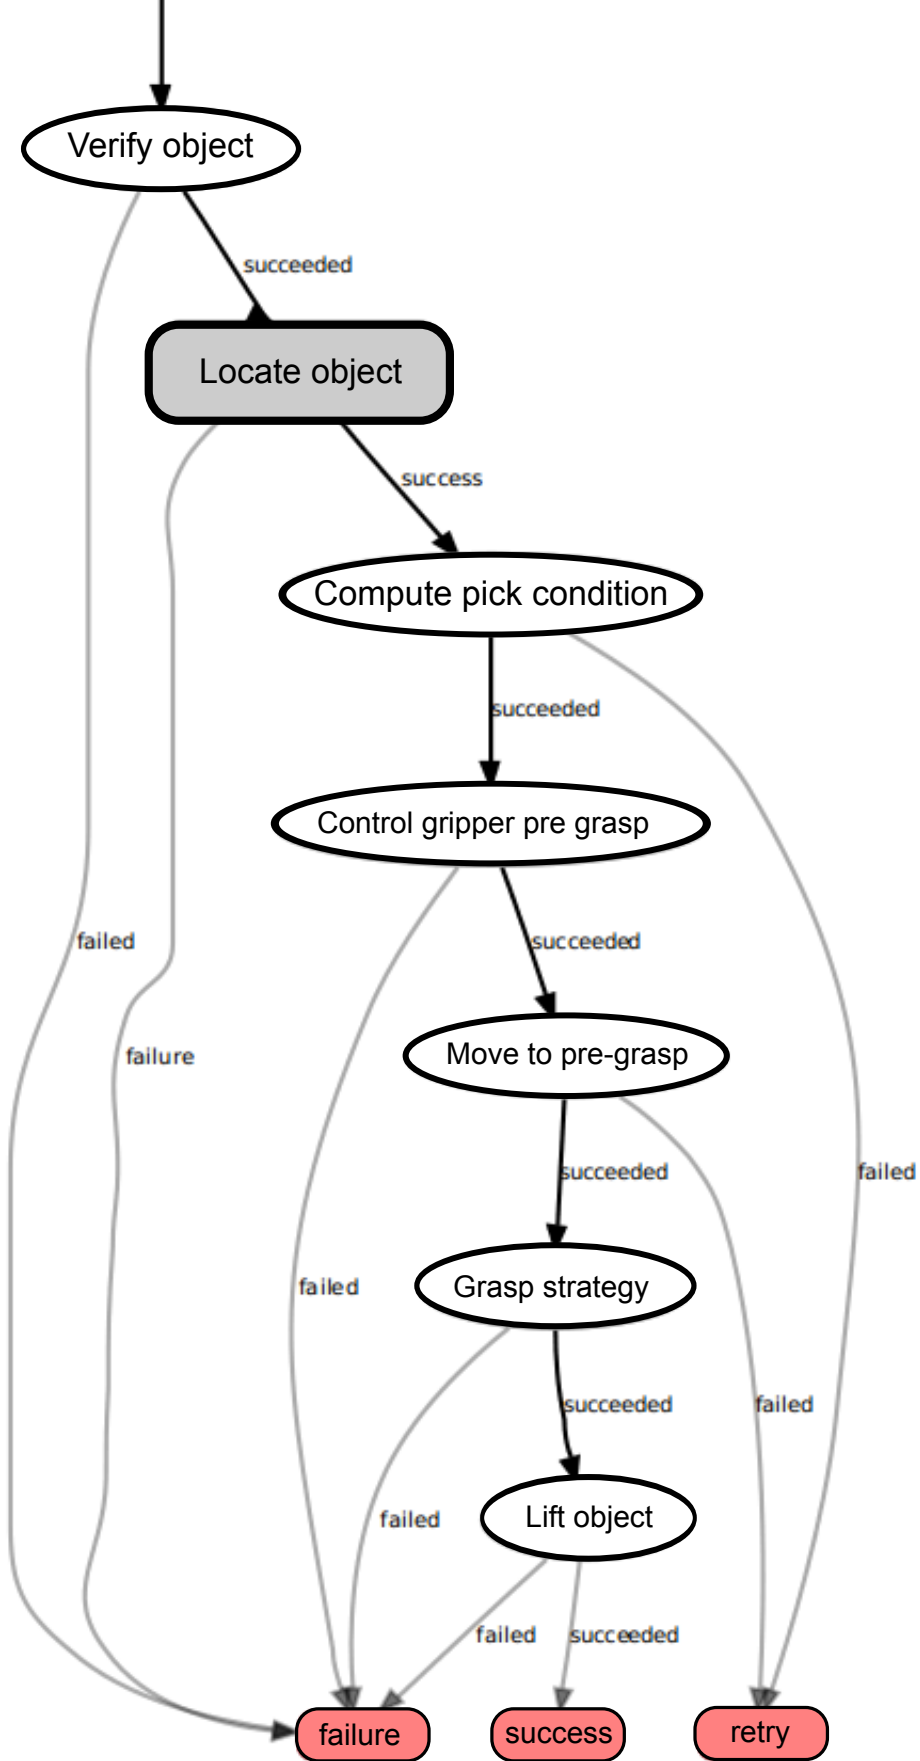 Verify object
succeeded
Locate object
success
Compute pick condition
succeeded
Control gripper pre grasp
failed
succeeded
failure
Move to pre-grasp
succeeded
failed
failed
Grasp strategy
succeeded
failed
failed
Lift object
failed
succeeded
failure
success
retry